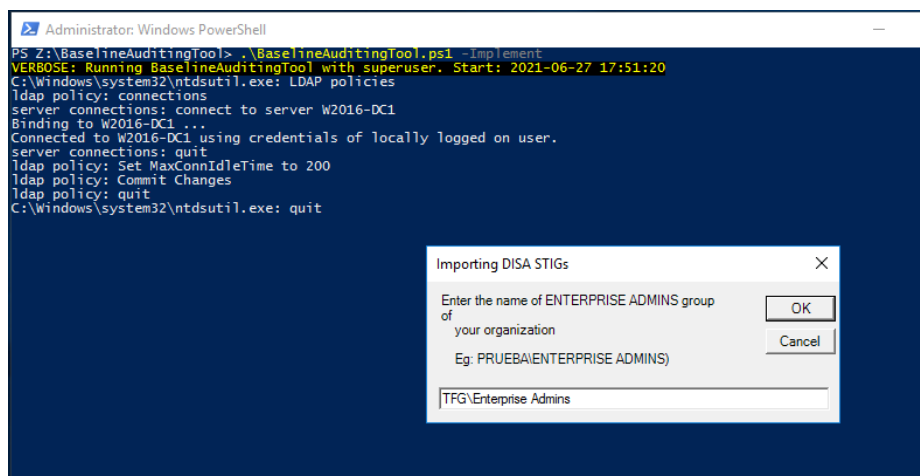 Administrator: Windows PowerShell
PS Z:\BaselineAuditingTool> .\BaselineAuditingTool.ps1 -Implement
VERBOSE: Running BaselineAuditingTool with superuser. Start: 2021-06-27 17:51:20
C:\Windows\system32\ntdsutil.exe: LDAP policies
ldap policy: connections
server connections: connect to server W2016-DC1
Binding to W2016-DC1 ...
Connected to W2016-DC1 using credentials of locally logged on user.
server connections: quit
ldap policy: Set MaxConnIdleTime to 200
ldap policy: Commit Changes
ldap policy: quit
C:\Windows\system32\ntdsutil.exe: quit
Importing DISA STIGs
Enter the name of ENTERPRISE ADMINS group
of
your organization
Eg: PRUEBA\ENTERPRISE ADMINS)
OK
Cancel
TFG\Enterprise Admins